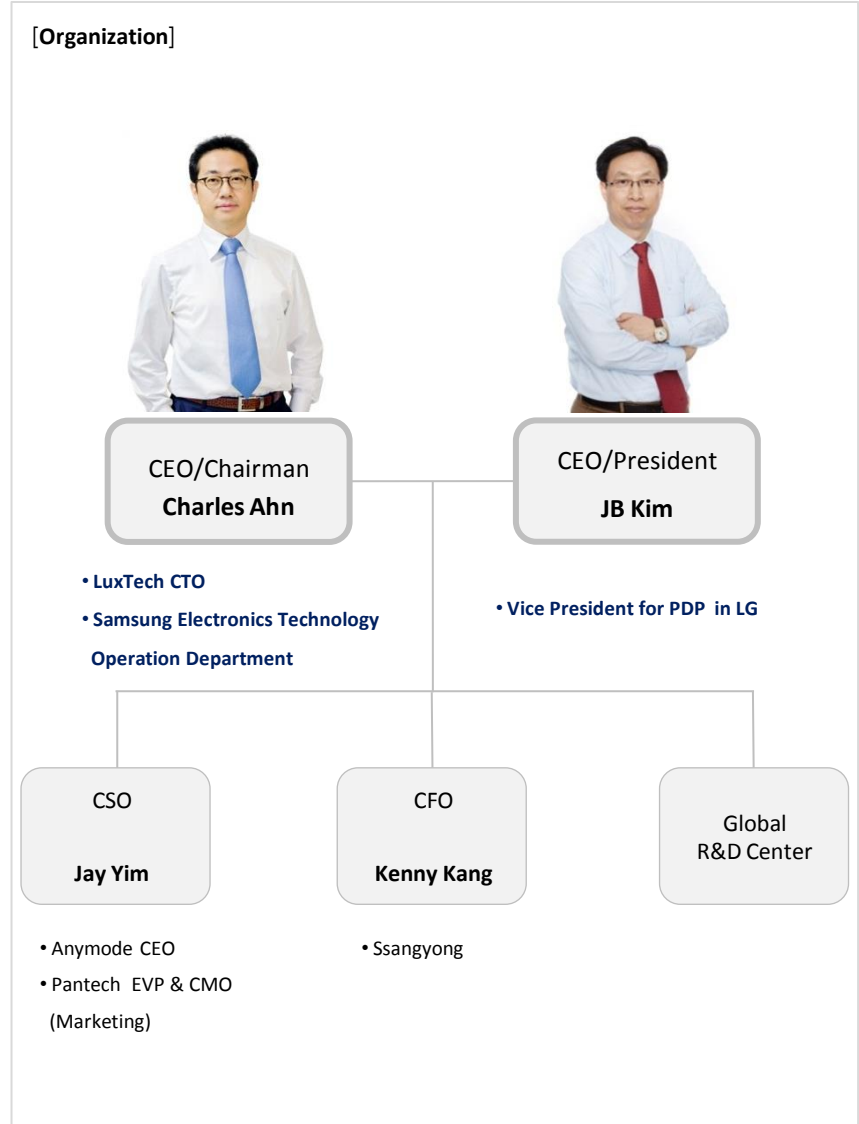 [Organization]
CEO/Chairman
Charles Ahn
CEO/President
JB Kim
• LuxTech CTO
• Samsung Electronics Technology
Operation Department
• Vice President for PDP in LG
CSO
Jay Yim
CFO
Kenny Kang
Global
R&D Center
• Anymode CEO
• Pantech EVP & CMO
(Marketing)
• Ssangyong